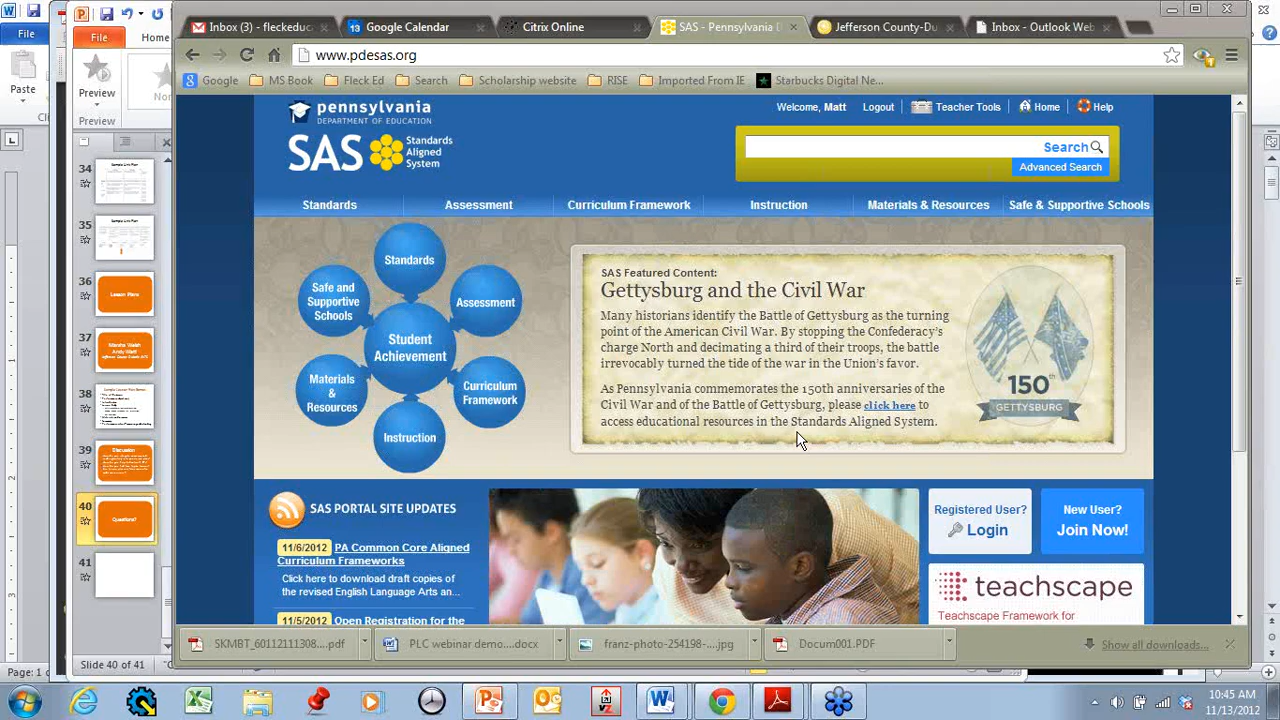 Inbox (3) - fleckeduc
Google Calendar
Citrix Online
SAS - Pennsylvania D
Jefferson County-Du
Inbox - Outlook Web
File
Home
www.pdesas.org
Paste
Preview
Google
MS Book
Fleck Ed
Search
Scholarship website
RISE
Imported From IE
Starbucks Digital Ne...
Preview
pennsylvania
DEPARTMENT OF EDUCATION
SAS Standards Aligned System
Welcome, Matt
Logout
Teacher Tools
Home
Help
Search
Advanced Search
Standards
Assessment
Curriculum Framework
Instruction
Materials & Resources
Safe & Supportive Schools
Standards
Safe and Supportive Schools
Assessment
Student Achievement
Materials & Resources
Curriculum Framework
Instruction
SAS Featured Content:
Gettysburg and the Civil War
Many historians identify the Battle of Gettysburg as the turning
point of the American Civil War. By stopping the Confederacy's
charge North and decimating a third of their troops, the battle
irrevocably turned the tide of the war in the Union's favor.
As Pennsylvania commemorates the 150th anniversaries of the
Civil War and of the Battle of Gettysburg, please click here to
access educational resources in the Standards Aligned System.
150th
GETTYSBURG
34
35
36
Lesson Plans
37
38
39
Discussion
40
Questions?
41
SAS PORTAL SITE UPDATES
11/6/2012 PA Common Core Aligned
Curriculum Frameworks
Click here to download draft copies of
the revised English Language Arts an...
11/5/2012 Open Registration for the
Registered User?
Login
New User?
Join Now!
teachscape
Teachscape Framework for
SKMBT_60112111308....pdf
PLC webinar demo....docx
franz-photo-254198-....jpg
Docum001.PDF
Show all downloads...
Slide 40 of 41
Page: 1
10:45 AM
11/13/2012